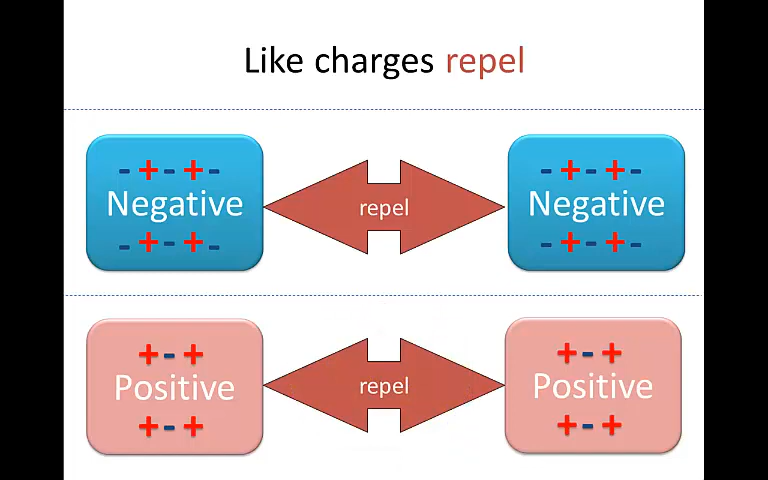 Like charges repel
- + - + -
- + - + -
Negative
repel
Negative
- + - + -
- + - + -
+ - +
+ - +
Positive
repel
Positive
+ - +
+ - +